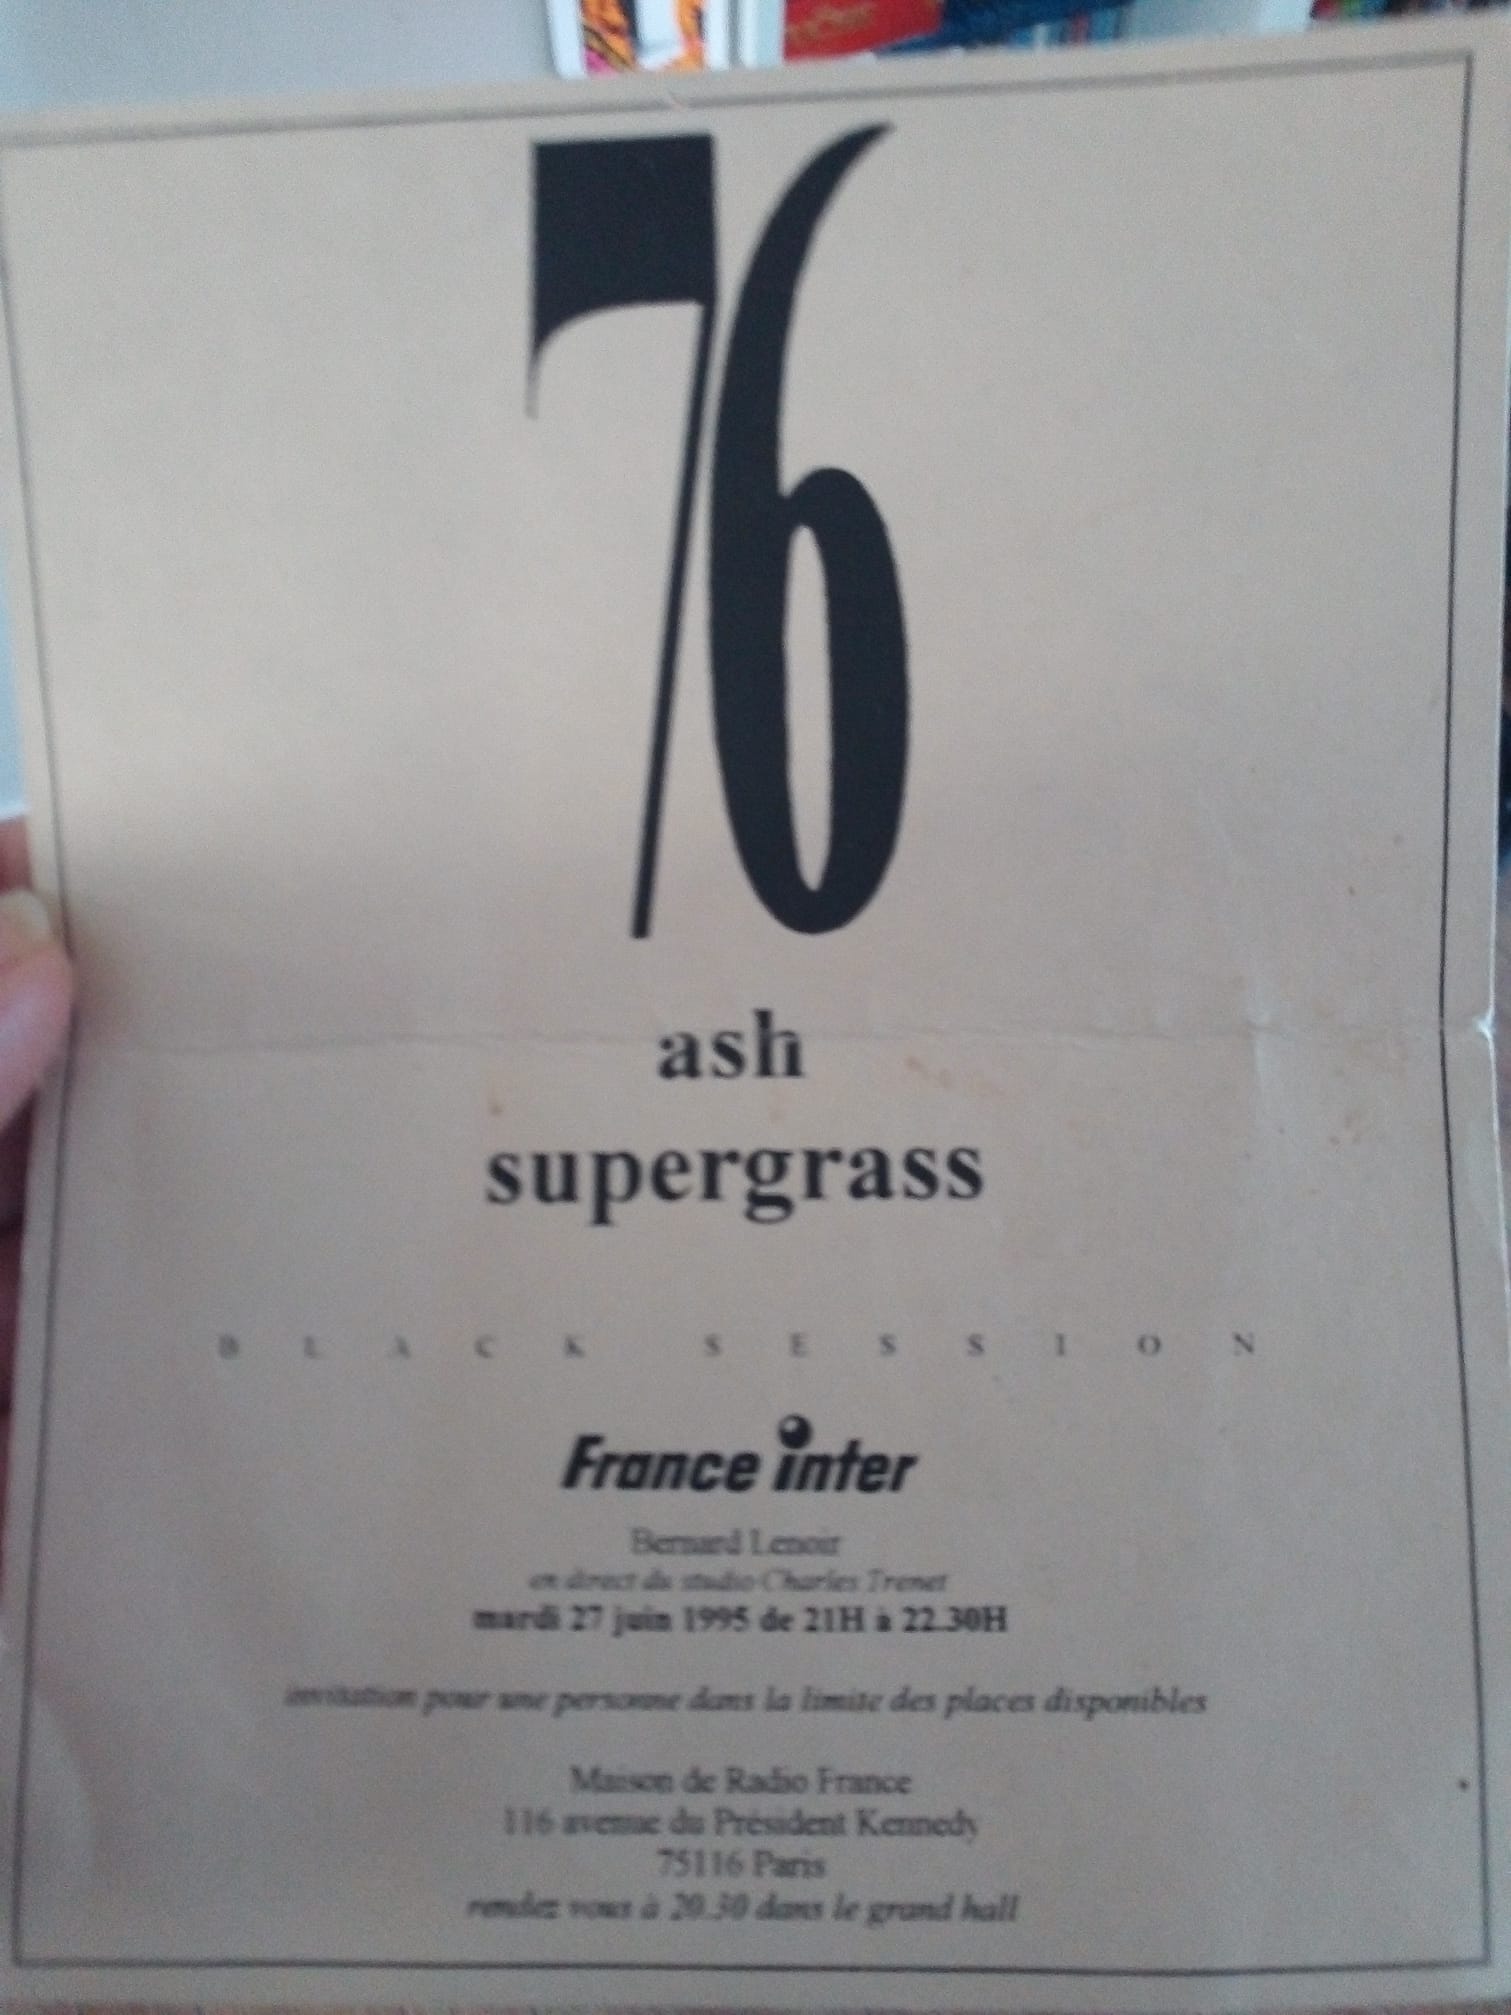 76
ash
supergrass
BLACK SESSION
France inter
Bernard Lenoir
en direct du studio Charles Trenet
mardi 27 juin 1995 de 21H à 22.30H
invitation pour une personne dans la limite des places disponibles
Maison de Radio France
116 avenue du Président Kennedy
75116 Paris
rendez vous à 20.30 dans le grand hall